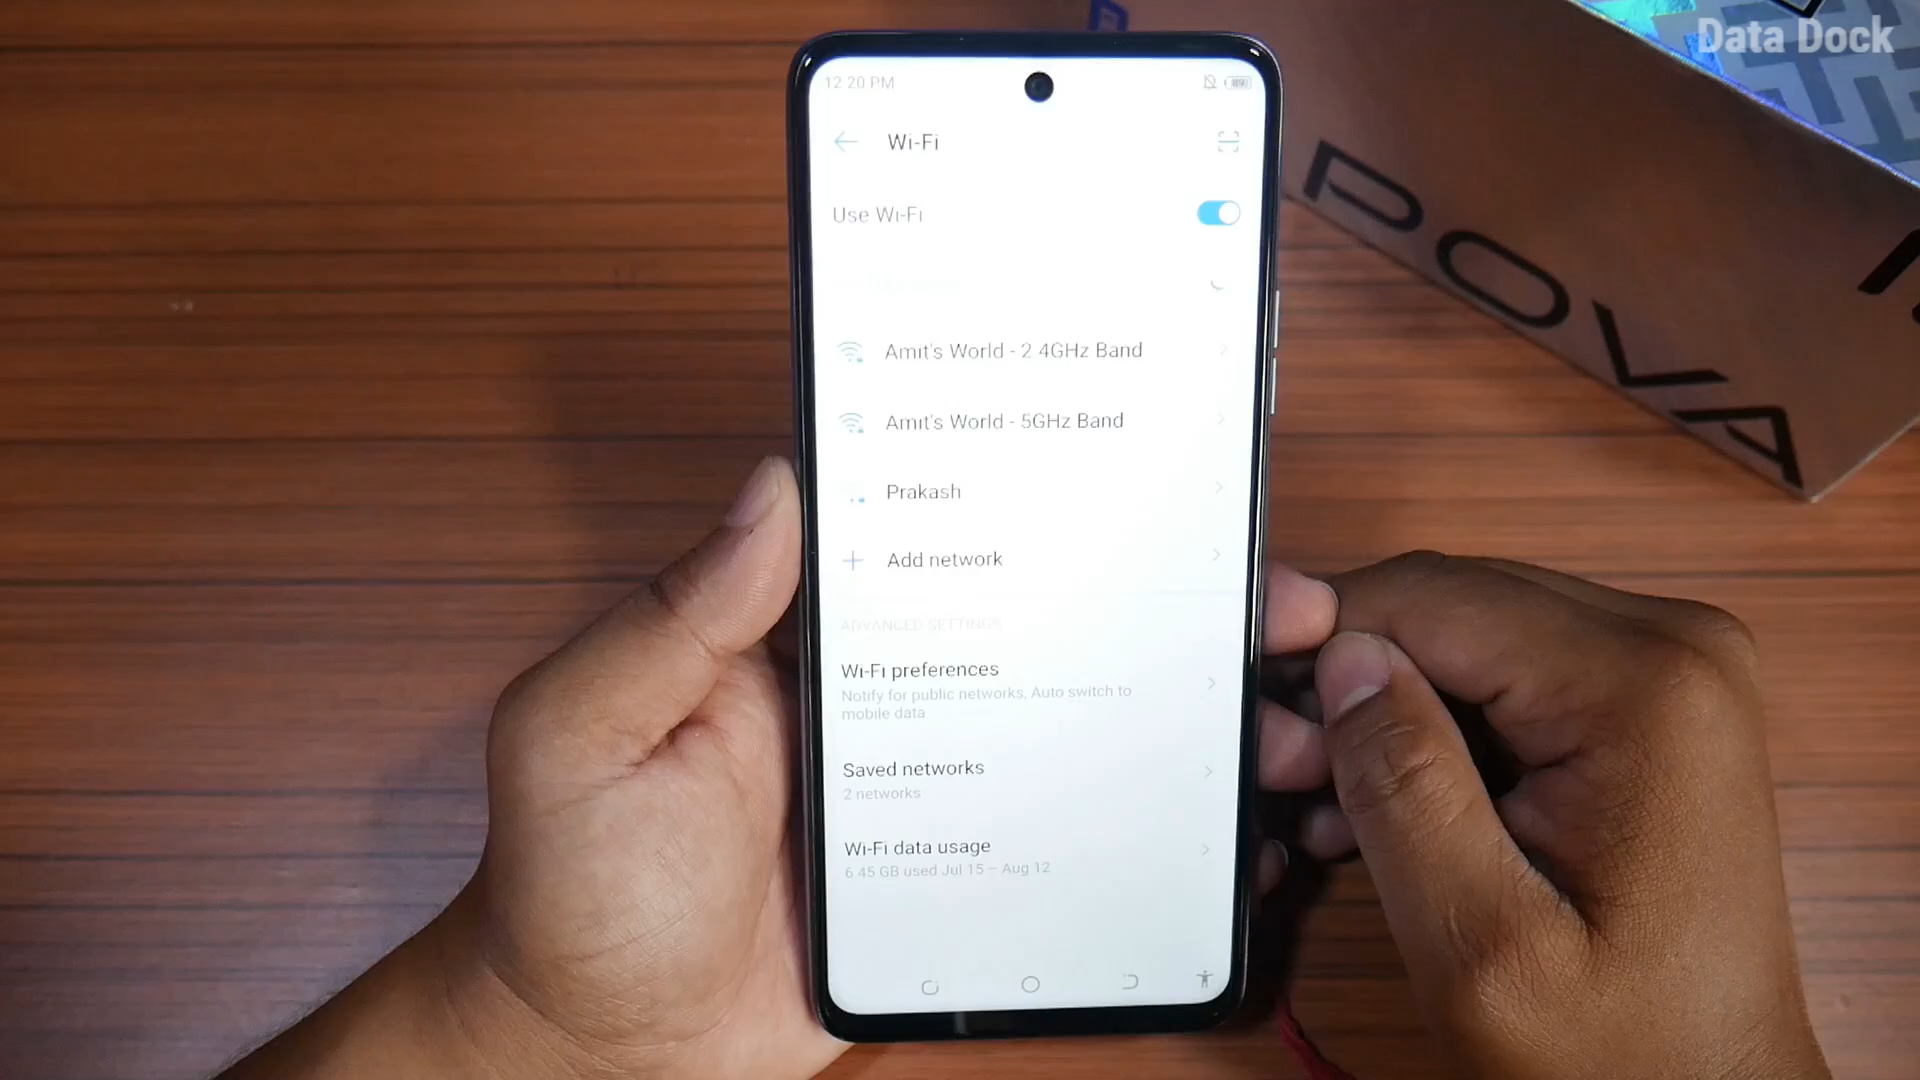 Data Dock
12 20 PM
89
Wi-Fi
Use Wi-Fi
Amit's World - 2 4GHz Band
Amit's World - 5GHz Band
Prakash
Add network
ADVANCED SETTINGS
Wi-Fi preferences
Notify for public networks, Auto switch to
mobile data
Saved networks
2 networks
Wi-Fi data usage
6 45 GB used Jul 15 – Aug 12
POVA